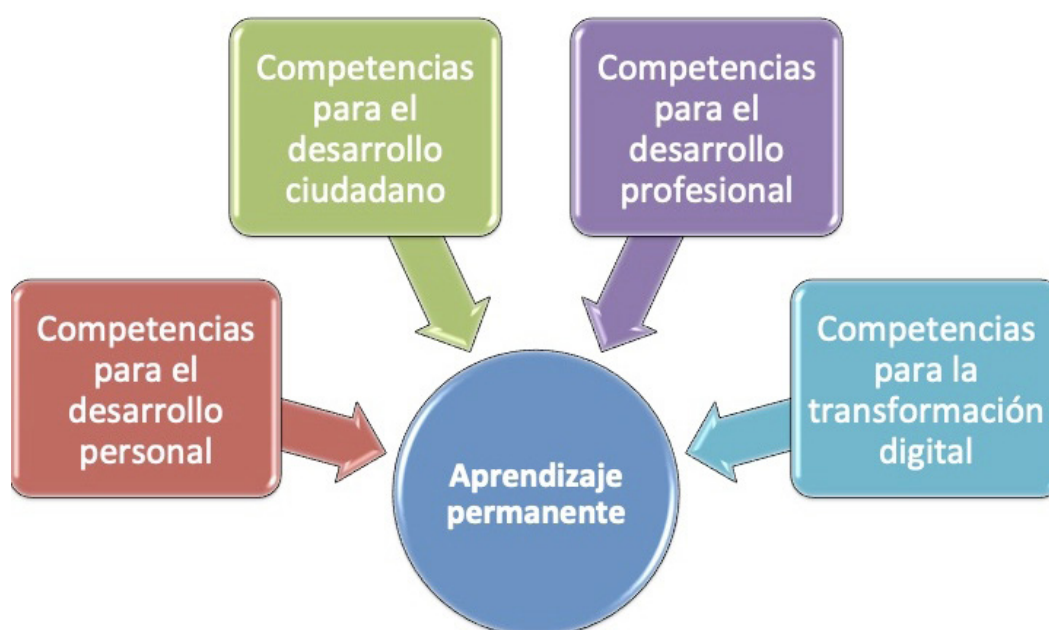 Competencias
para el
desarrollo
ciudadano
Competencias
para el
desarrollo
profesional
Competencias
para el
desarrollo
personal
Competencias
para la
transformación
digital
Aprendizaje
permanente